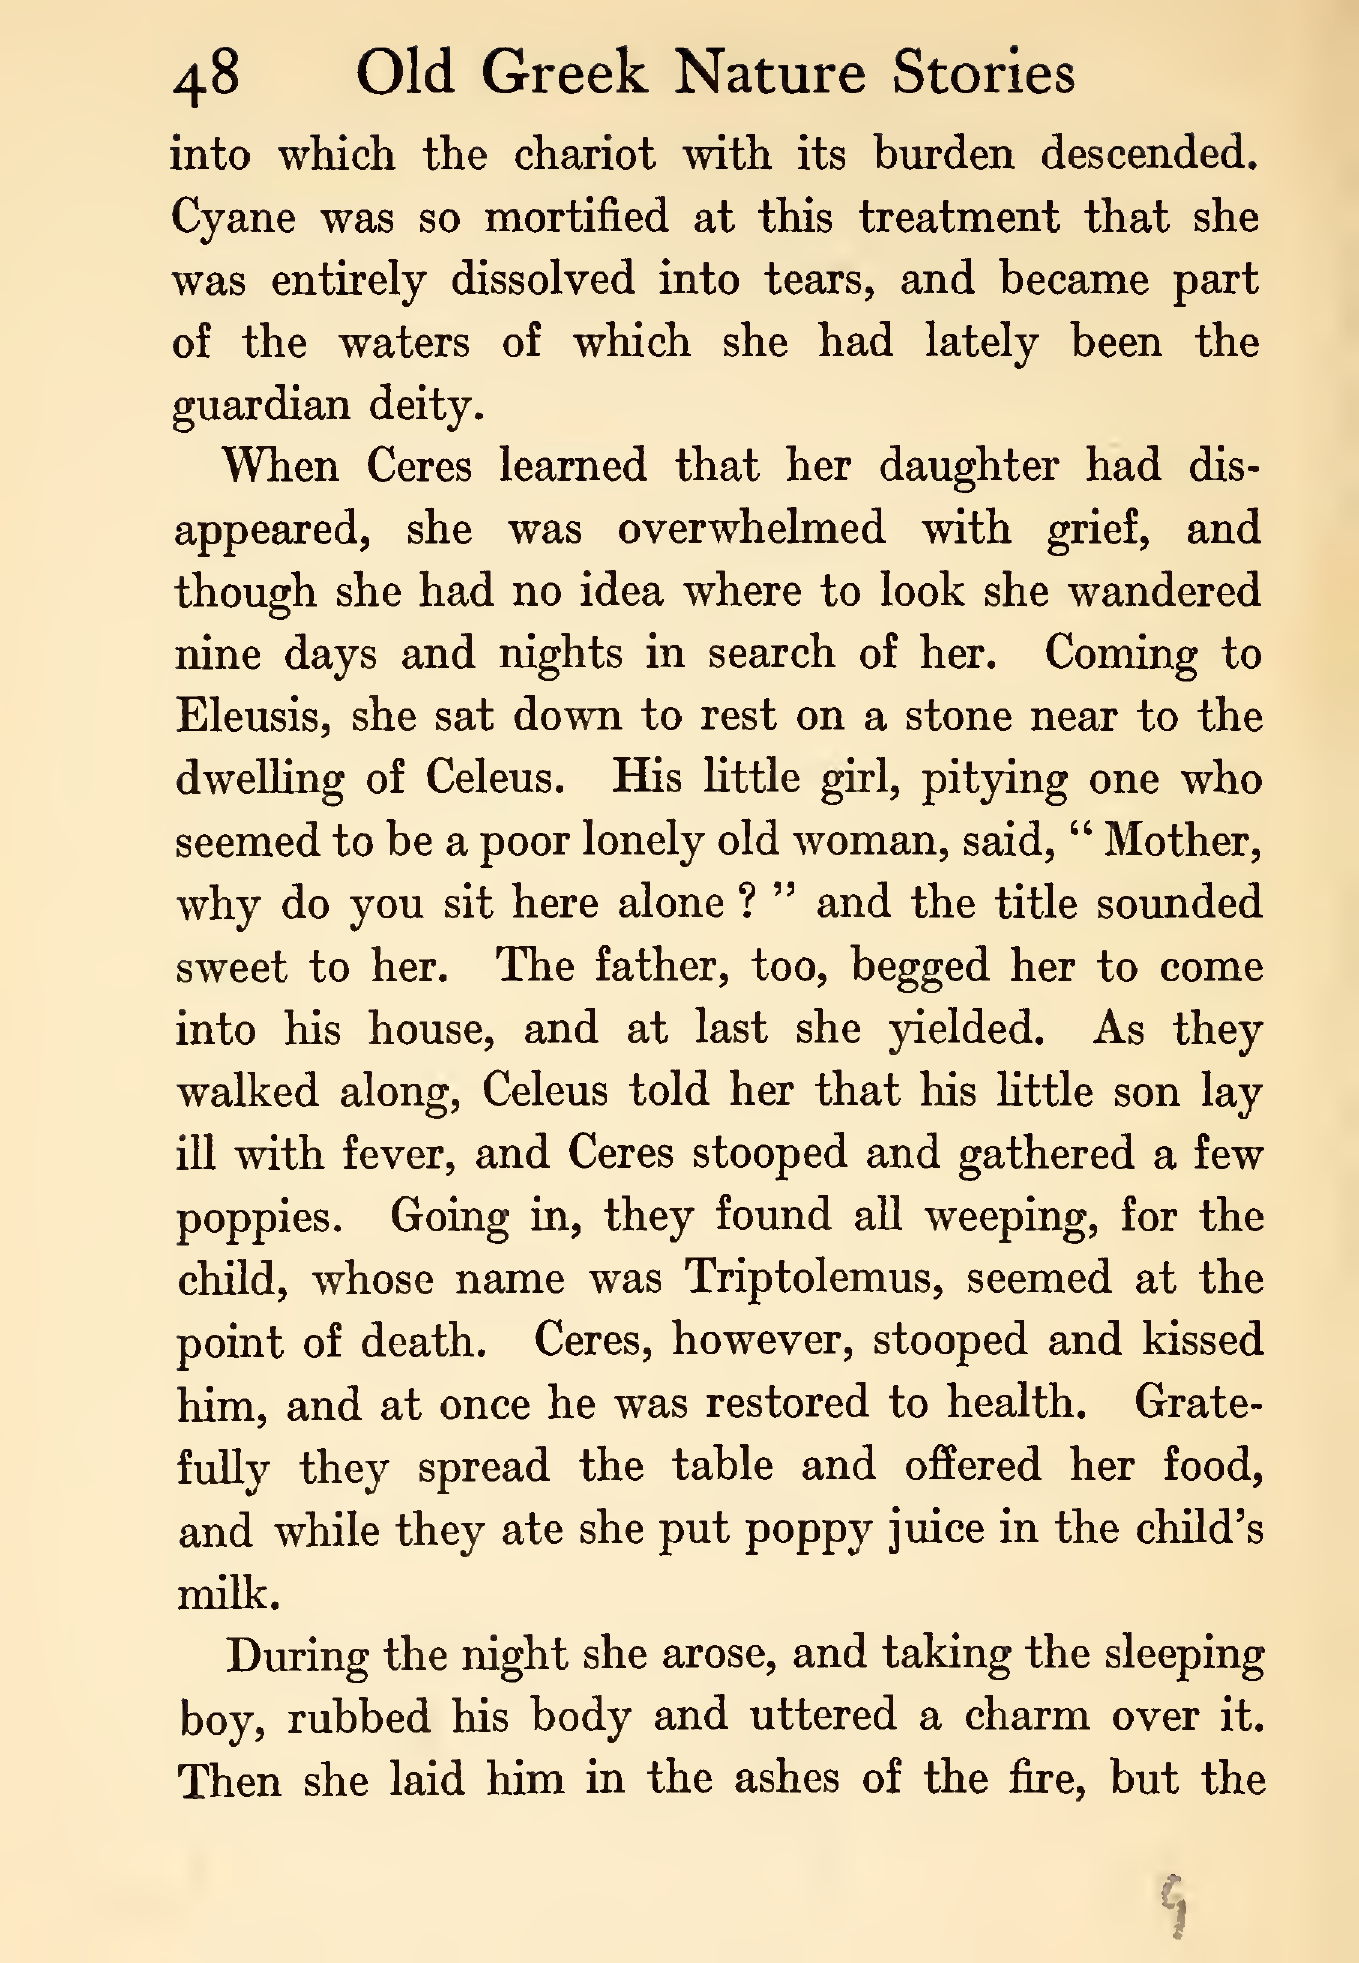 48 Old Greek Nature Stories
into which the chariot with its burden descended.
Cyane was so mortified at this treatment that she
was entirely dissolved into tears, and became part
of the waters of which she had lately been the
guardian deity.
When Ceres learned that her daughter had dis-
appeared, she was overwhelmed with grief, and
though she had no idea where to look she wandered
nine days and nights in search of her. Coming to
Eleusis, she sat down to rest on a stone near to the
dwelling of Celeus. His little girl, pitying one who
seemed to be a poor lonely old woman, said, “ Mother,
why do you sit here alone ? ” and the title sounded
sweet to her. The father, too, begged her to come
into his house, and at last she yielded. As they
walked along, Celeus told her that his little son lay
ill with fever, and Ceres stooped and gathered a few
poppies. Going in, they found all weeping, for the
child, whose name was Triptolemus, seemed at the
point of death. Ceres, however, stooped and kissed
him, and at once he was restored to health. Grate-
fully they spread the table and offered her food,
and while they ate she put poppy juice in the child’s
milk.
During the night she arose, and taking the sleeping
boy, rubbed his body and uttered a charm over it.
Then she laid him in the ashes of the fire, but the